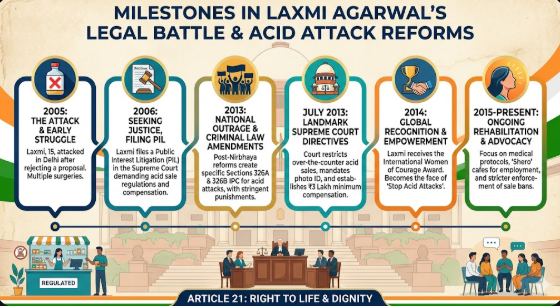 MILESTONES IN LAXMI AGARWAL'S
LEGAL BATTLE & ACID ATTACK REFORMS
2005:
THE ATTACK
& EARLY
STRUGGLE
Laxmi, 15, attacked
in Delhi after
rejecting a proposal.
Multiple surgeries.
2006:
SEEKING
JUSTICE,
FILING PIL
Laxmi files a Public
Interest Litigation (PIL)
in the Supreme Court
demanding acid sale
regulations and
compensation.
2013:
NATIONAL
OUTRAGE &
CRIMINAL LAW
AMENDMENTS
Post-Nirbhaya
reforms create
specific Sections 326A
& 326B IPC for acid
attacks, with stringent
punishments.
JULY 2013:
LANDMARK
SUPREME COURT
DIRECTIVES
Court restricts
over-the-counter acid
sales, mandates
photo ID, and estab-
lishes ₹3 Lakh minimum
compensation.
2014:
GLOBAL
RECOGNITION &
EMPOWERMENT
Laxmi receives the
International Women
of Courage Award.
Becomes the face of
'Stop Acid Attacks'.
2015-PRESENT:
ONGOING
REHABILITATION
& ADVOCACY
Focus on medical
protocols, 'Shero'
cafes for employment,
and stricter enforce-
ment of sale bans.
REGULATED
ARTICLE 21: RIGHT TO LIFE & DIGNITY